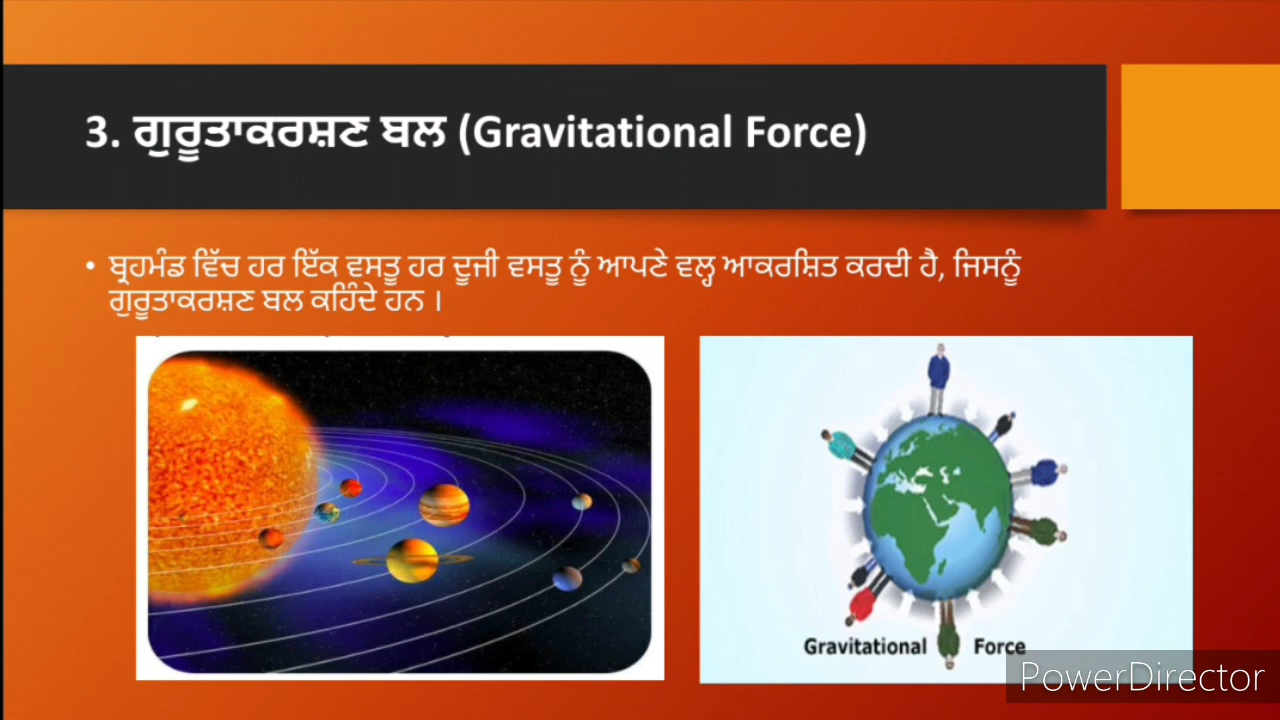 3. ਗੁਰੂਤਾਕਰਸ਼ਣ ਬਲ (Gravitational Force)
• ਬ੍ਰਹਮੰਡ ਵਿੱਚ ਹਰ ਇੱਕ ਵਸਤੂ ਹਰ ਦੂਜੀ ਵਸਤੂ ਨੂੰ ਆਪਣੇ ਵਲ੍ਹ ਆਕਰਸ਼ਿਤ ਕਰਦੀ ਹੈ, ਜਿਸਨੂੰ
ਗੁਰੂਤਾਕਰਸ਼ਣ ਬਲ ਕਹਿੰਦੇ ਹਨ ।
Gravitational Force
PowerDirector